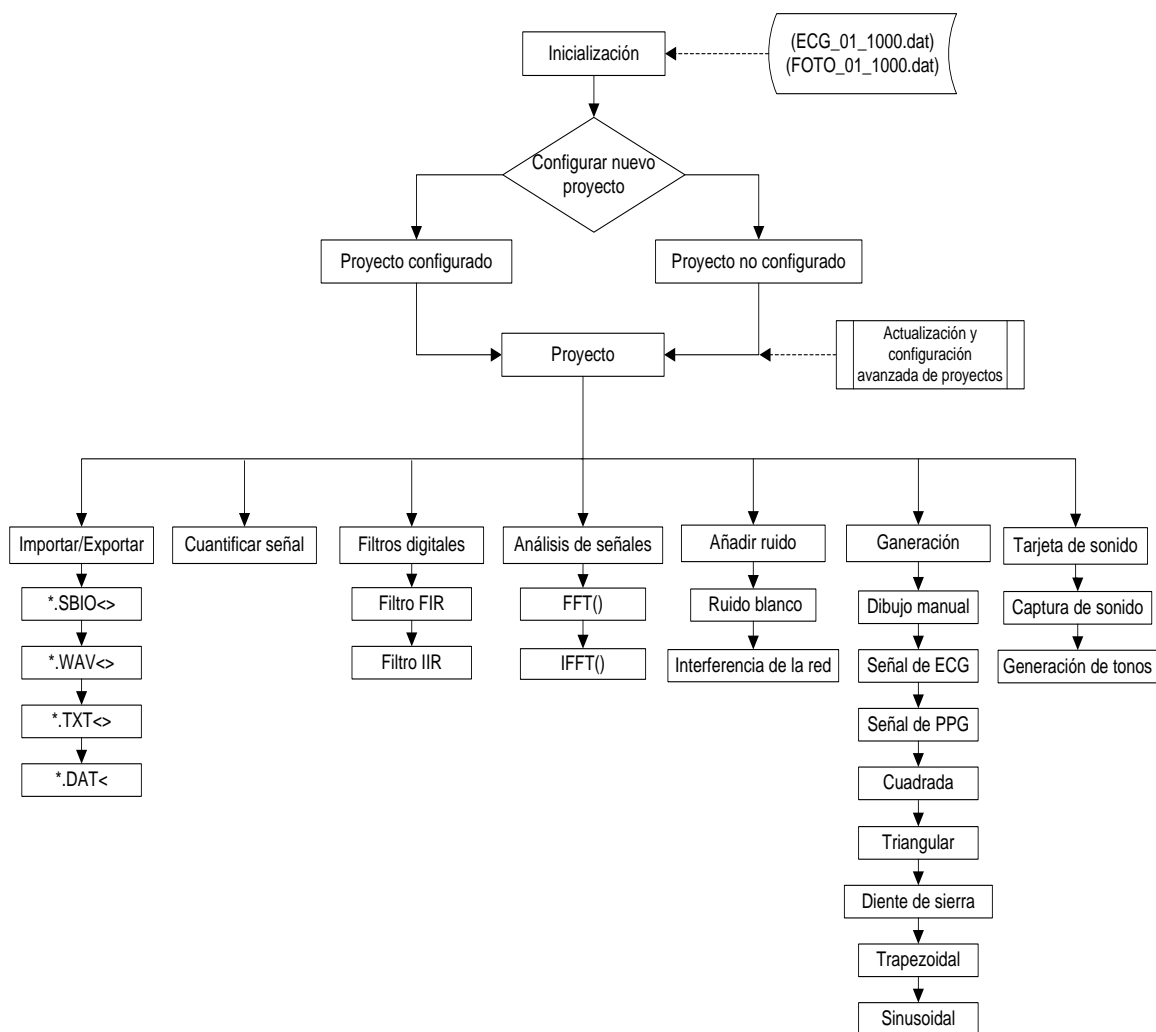 Inicialización
(ECG_01_1000.dat)
(FOTO_01_1000.dat)
Configurar nuevo
proyecto
Proyecto configurado
Proyecto no configurado
Proyecto
Actualización y
configuración
avanzada de proyectos
Importar/Exportar
Cuantificar señal
Filtros digitales
Análisis de señales
Añadir ruido
Ganeración
Tarjeta de sonido
*.SBIO<>
Filtro FIR
FFT()
Ruido blanco
Dibujo manual
Captura de sonido
*.WAV<>
Filtro IIR
IFFT()
Interferencia de la red
Señal de ECG
Generación de tonos
*.TXT<>
Señal de PPG
*.DAT<
Cuadrada
Triangular
Diente de sierra
Trapezoidal
Sinusoidal